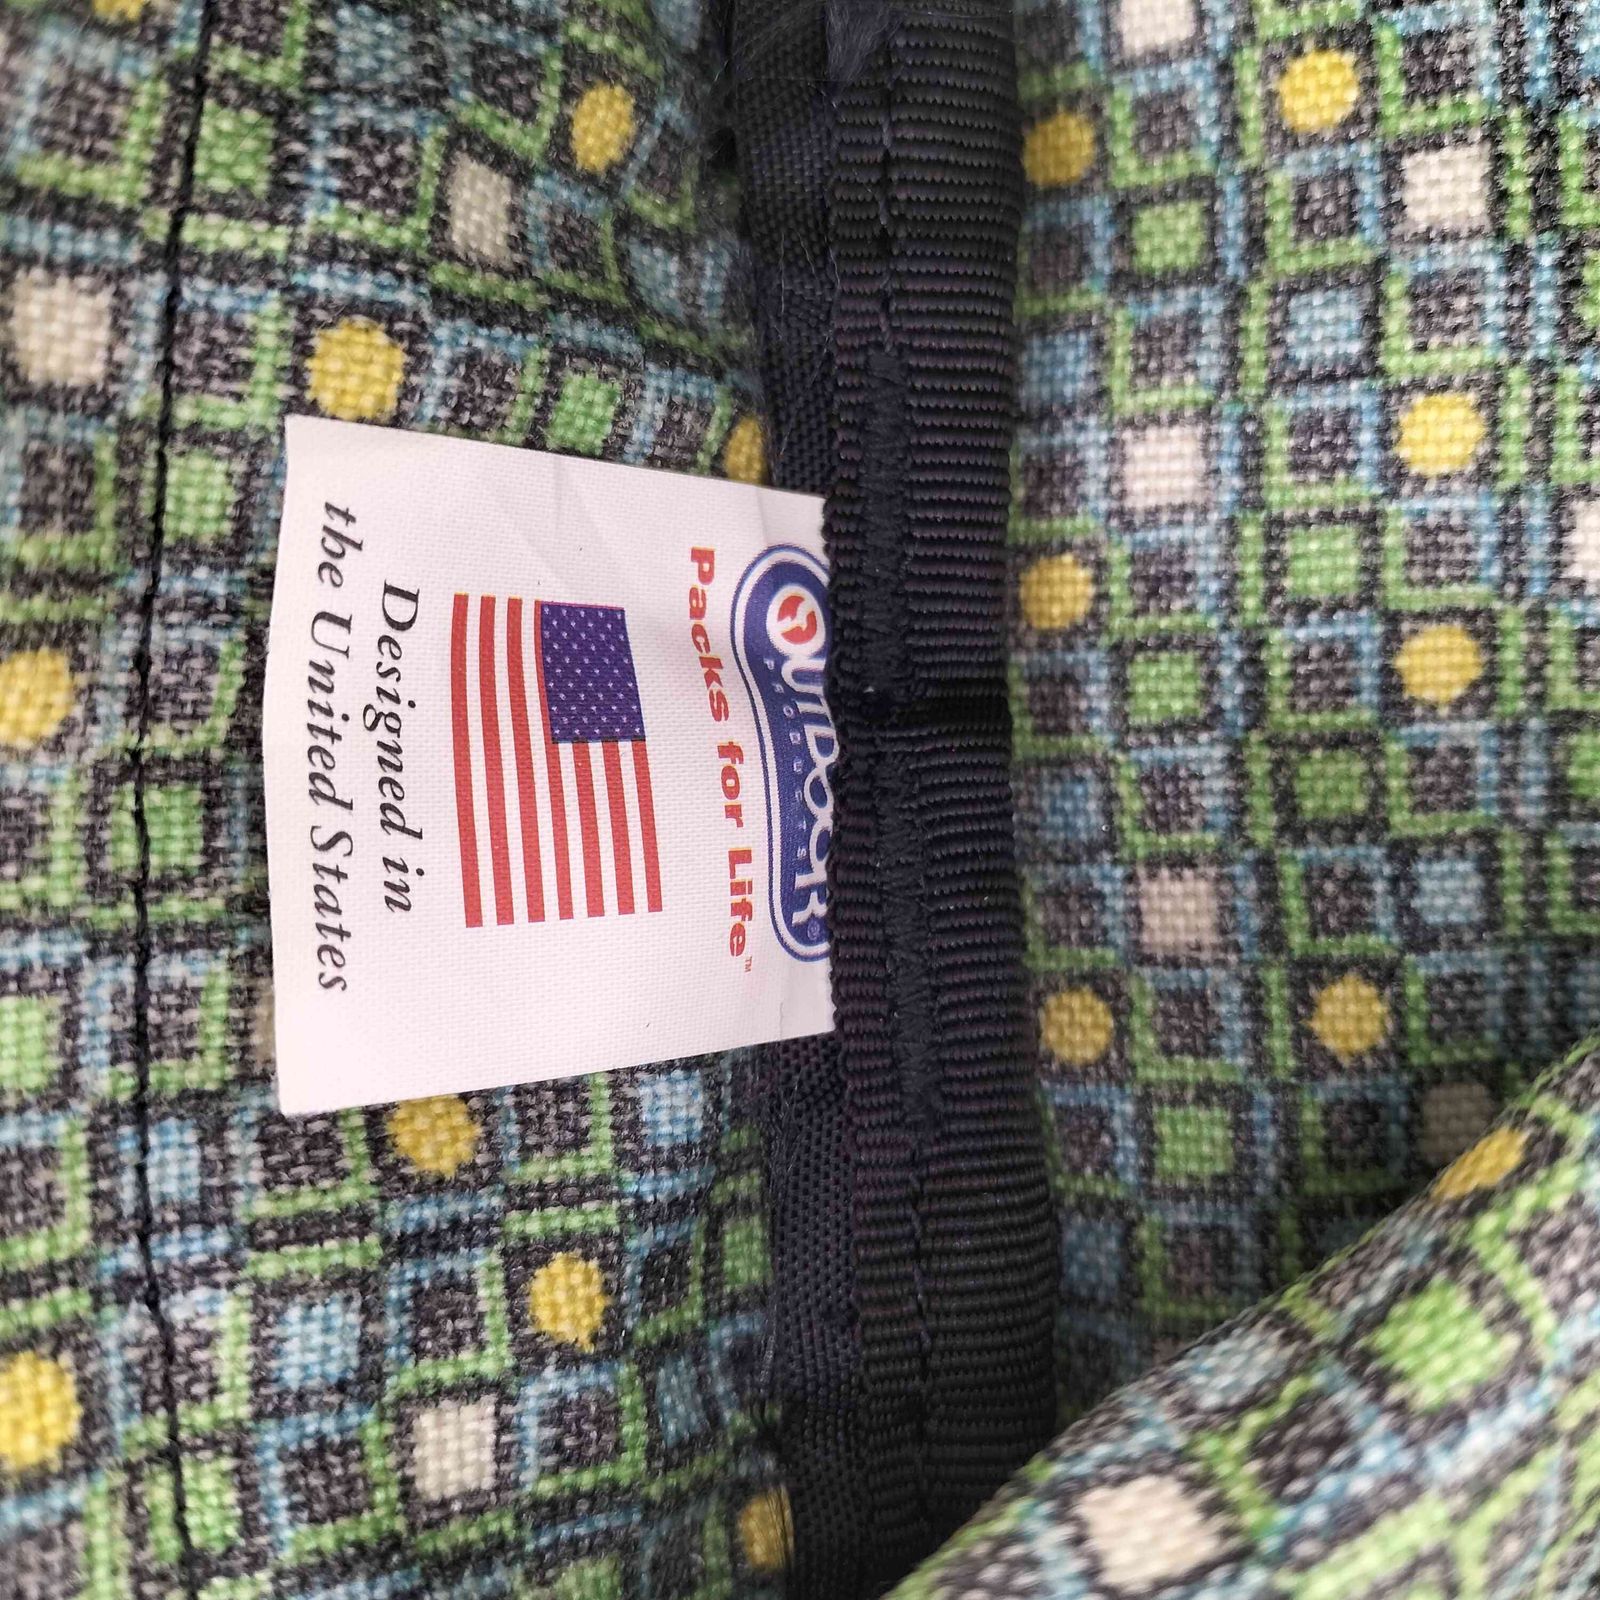 OUTDOOR®
PRODUCTS
Packs for Life™
Designed in
the United States